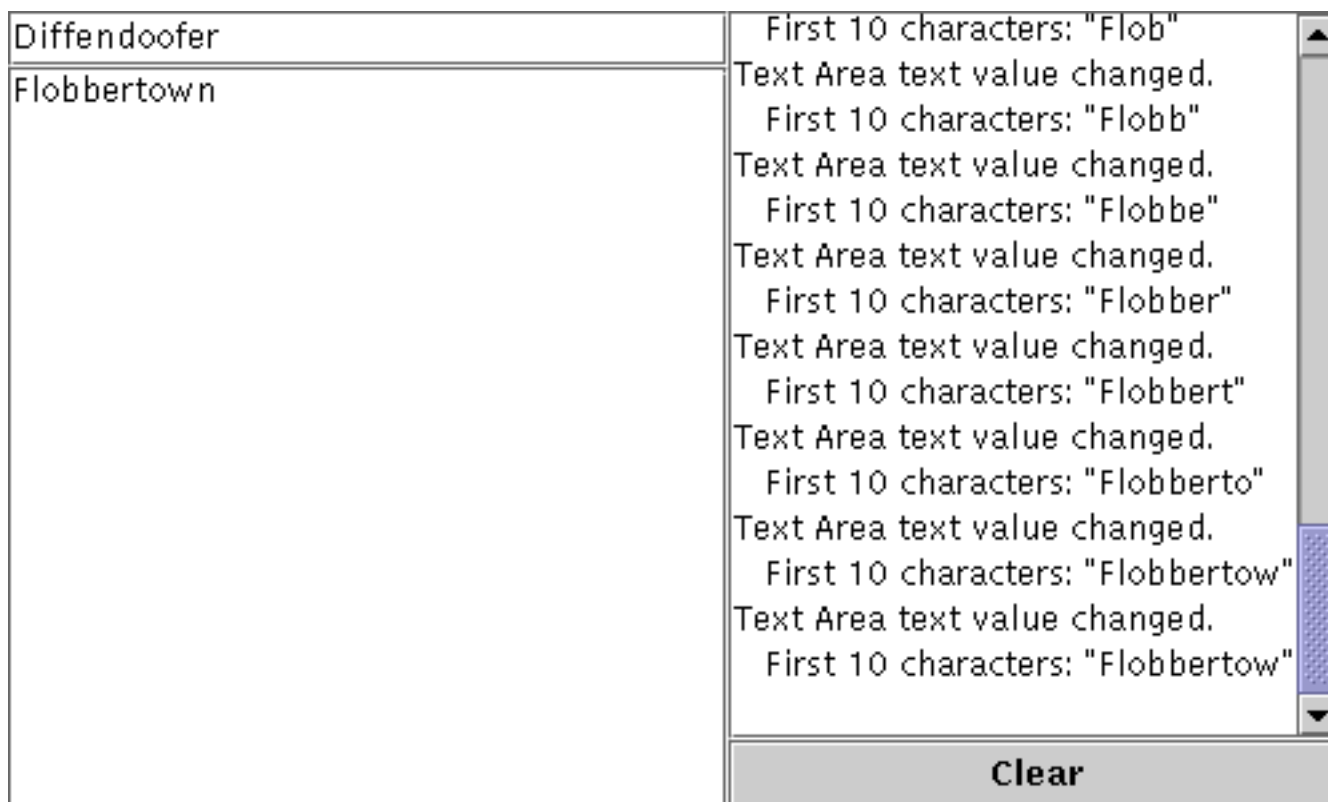 Diffendoofer
Flobbertown
First 10 characters: "Flob"
Text Area text value changed.
First 10 characters: "Flobb"
Text Area text value changed.
First 10 characters: "Flobbe"
Text Area text value changed.
First 10 characters: "Flobber"
Text Area text value changed.
First 10 characters: "Flobbert"
Text Area text value changed.
First 10 characters: "Flobberto"
Text Area text value changed.
First 10 characters: "Flobbertow"
Text Area text value changed.
First 10 characters: "Flobbertow"
Clear